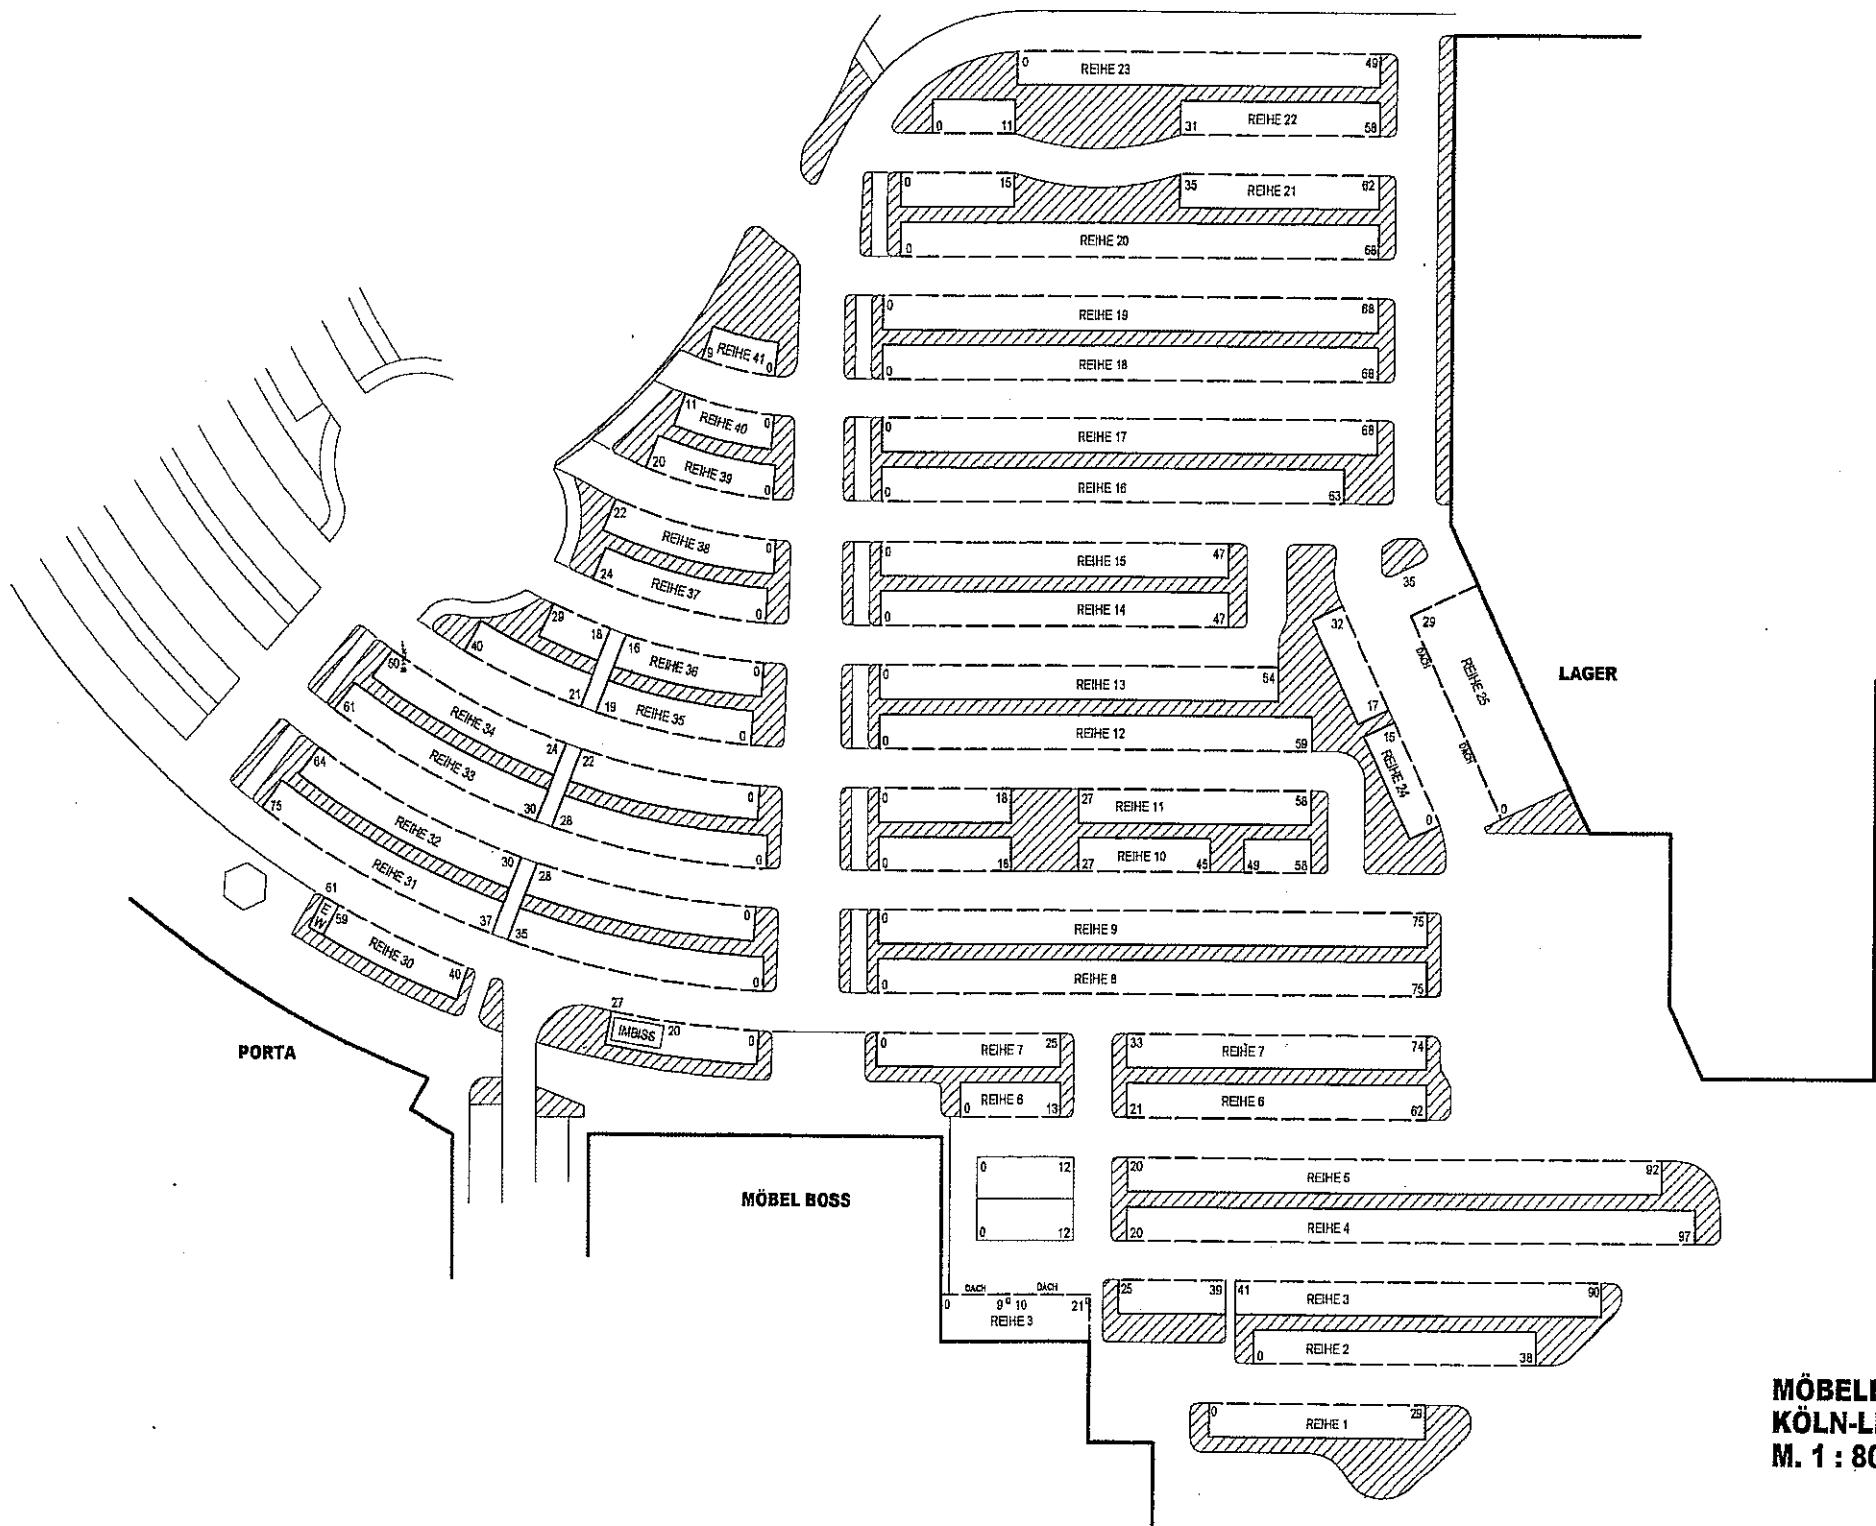 0 REIHE 23 49
0 11 31 REIHE 22 58
0 15 35 REIHE 21 62
0 REIHE 20 68
0 REIHE 19 68
0 REIHE 18 68
9 REIHE 41 0
11 REIHE 40 0
20 REIHE 39 0
0 REIHE 17 68
0 REIHE 16 63
22 REIHE 38 0
24 REIHE 37 0
0 REIHE 15 47
0 REIHE 14 47
35
29 18 16 REIHE 36 0
40 21 19 REIHE 35 0
0 REIHE 13 54
0 REIHE 12 59
32 17
15 REIHE 24 0
29 DACH REIHE 25 DACH 0
LAGER
50 REIHE 34 24 22 0
61 REIHE 33 30 28 0
0 18 27 REIHE 11 58
0 18 27 REIHE 10 45 49 58
64 REIHE 32 30 28 0
75 REIHE 31 37 35 0
61 E W 59 REIHE 30 40
0 REIHE 9 75
0 REIHE 8 75
27 IMBISS 20 0
PORTA
0 REIHE 7 25 33 REIHE 7 74
0 REIHE 6 13 21 REIHE 6 62
0 12 20 REIHE 5 92
MÖBEL BOSS
0 12 20 REIHE 4 97
DACH DACH
0 9 10 21
REIHE 3
25 39 41 REIHE 3 90
0 REIHE 2 38
0 REIHE 1 29
MÖBEL
KÖLN-L
M. 1 : 80